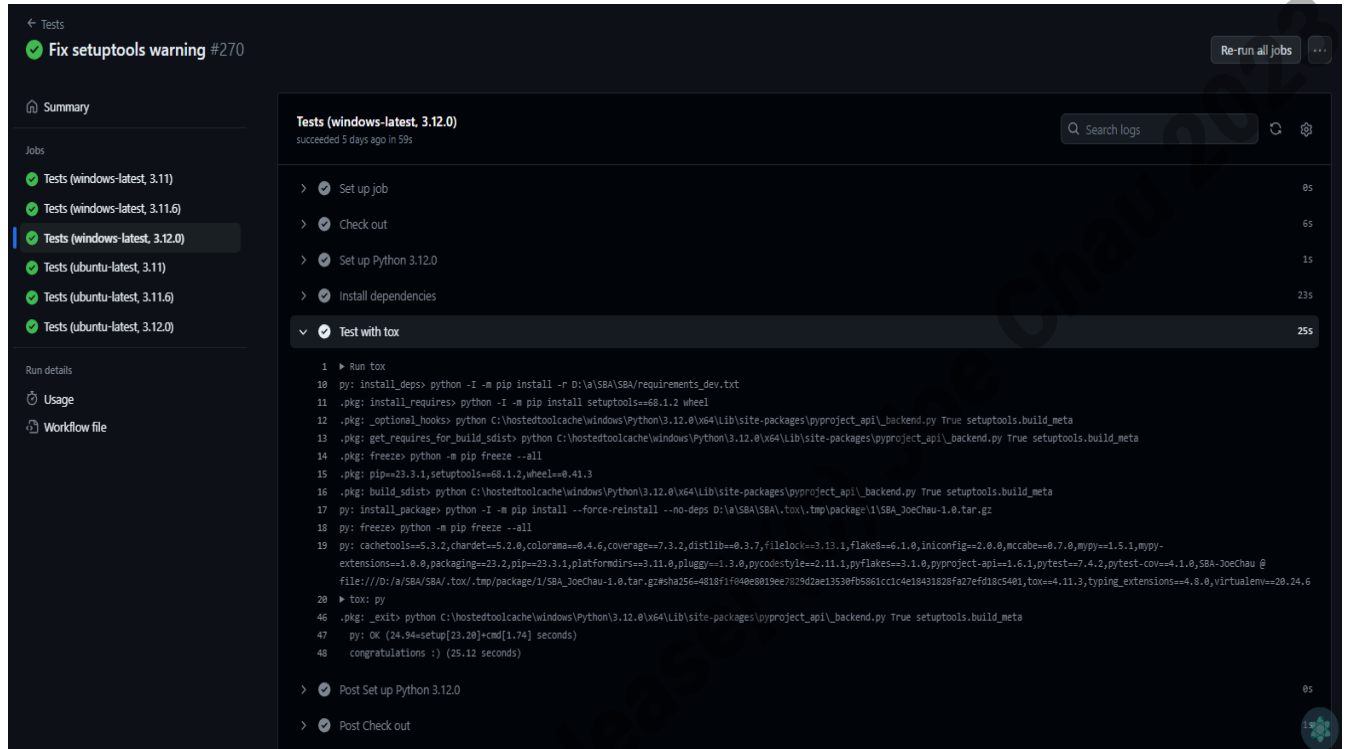 ← Tests
Fix setuptools warning #270
Re-run all jobs
...
Summary
Jobs
Tests (windows-latest, 3.11)
Tests (windows-latest, 3.11.6)
Tests (windows-latest, 3.12.0)
Tests (ubuntu-latest, 3.11)
Tests (ubuntu-latest, 3.11.6)
Tests (ubuntu-latest, 3.12.0)
Run details
Usage
Workflow file
Tests (windows-latest, 3.12.0)
succeeded 5 days ago in 59s
Search logs
Set up job 0s
Check out 6s
Set up Python 3.12.0 1s
Install dependencies 23s
Test with tox 25s
1 ▶ Run tox
10 py: install_deps> python -I -m pip install -r D:\a\SBA\SBA/requirements_dev.txt
11 .pkg: install_requires> python -I -m pip install setuptools==68.1.2 wheel
12 .pkg: _optional_hooks> python C:\hostedtoolcache\windows\Python\3.12.0\x64\Lib\site-packages\pyproject_api\_backend.py True setuptools.build_meta
13 .pkg: get_requires_for_build_sdist> python C:\hostedtoolcache\windows\Python\3.12.0\x64\Lib\site-packages\pyproject_api\_backend.py True setuptools.build_meta
14 .pkg: freeze> python -m pip freeze --all
15 .pkg: pip==23.3.1,setuptools==68.1.2,wheel==0.41.3
16 .pkg: build_sdist> python C:\hostedtoolcache\windows\Python\3.12.0\x64\Lib\site-packages\pyproject_api\_backend.py True setuptools.build_meta
17 py: install_package> python -I -m pip install --force-reinstall --no-deps D:\a\SBA\SBA\.tox\.tmp\package\1\SBA_JoeChau-1.0.tar.gz
18 py: freeze> python -m pip freeze --all
19 py: cachetools==5.3.2,chardet==5.2.0,colorama==0.4.6,coverage==7.3.2,distlib==0.3.7,filelock==3.13.1,flake8==6.1.0,iniconfig==2.0.0,mccabe==0.7.0,mypy==1.5.1,mypy-
extensions==1.0.0,packaging==23.2,pip==23.3.1,platformdirs==3.11.0,pluggy==1.3.0,pycodestyle==2.11.1,pyflakes==3.1.0,pyproject-api==1.6.1,pytest==7.4.2,pytest-cov==4.1.0,SBA-JoeChau @
file:///D:/a/SBA/SBA/.tox/.tmp/package/1/SBA_JoeChau-1.0.tar.gz#sha256=4818f1f040e8019ee7829d2ae13530fb5861cc1c4e18431828fa27efd18c5401,tox==4.11.3,typing_extensions==4.8.0,virtualenv==20.24.6
20 ▶ tox: py
46 .pkg: _exit> python C:\hostedtoolcache\windows\Python\3.12.0\x64\Lib\site-packages\pyproject_api\_backend.py True setuptools.build_meta
47 py: OK (24.94=setup[23.20]+cmd[1.74] seconds)
48 congratulations :) (25.12 seconds)
Post Set up Python 3.12.0 0s
Post Check out 1s
Joe Chau 2023